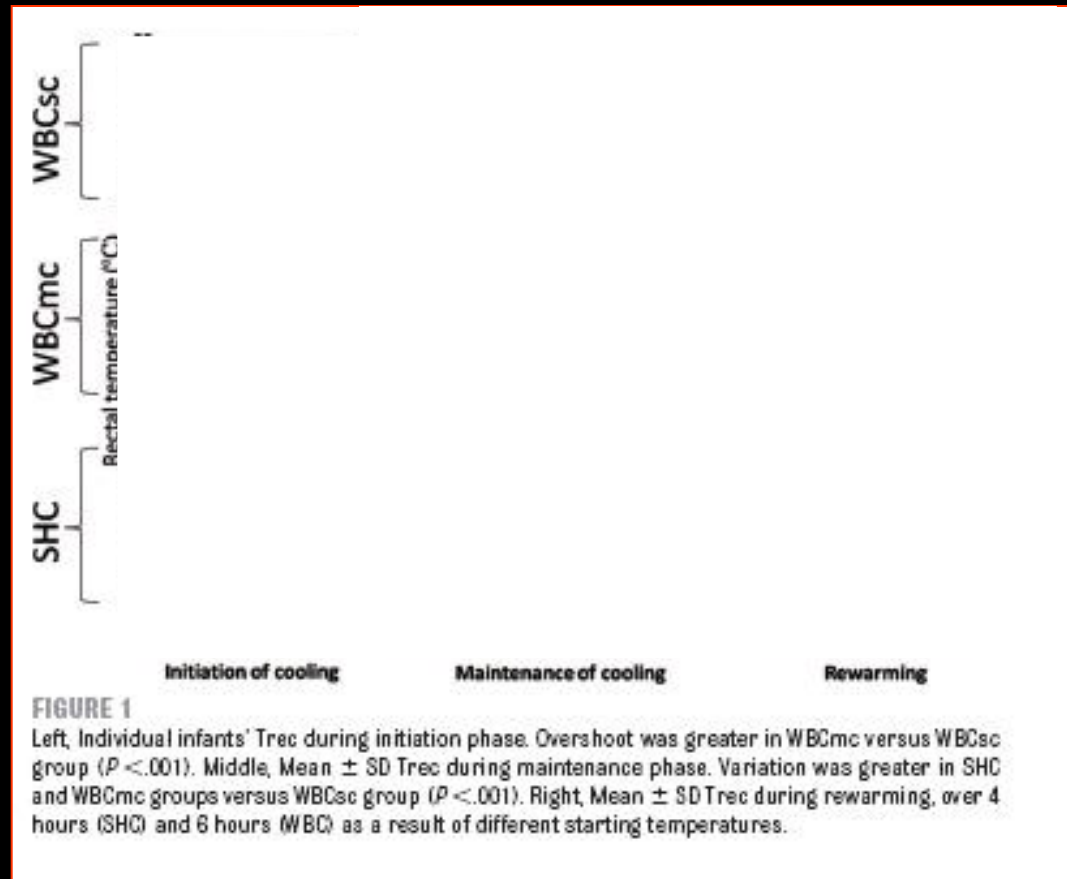 WBCsc
WBCmc
Rectal temperature (°C)
SHC
Initiation of cooling
Maintenance of cooling
Rewarming
FIGURE 1
Left, Individual infants' Trec during initiation phase. Overshoot was greater in WBCmc versus WBCsc
group (P <.001). Middle, Mean ± SD Trec during maintenance phase. Variation was greater in SHC
and WBCmc groups versus WBCsc group (P <.001). Right, Mean ± SD Trec during rewarming, over 4
hours (SHC) and 6 hours (WBC) as a result of different starting temperatures.